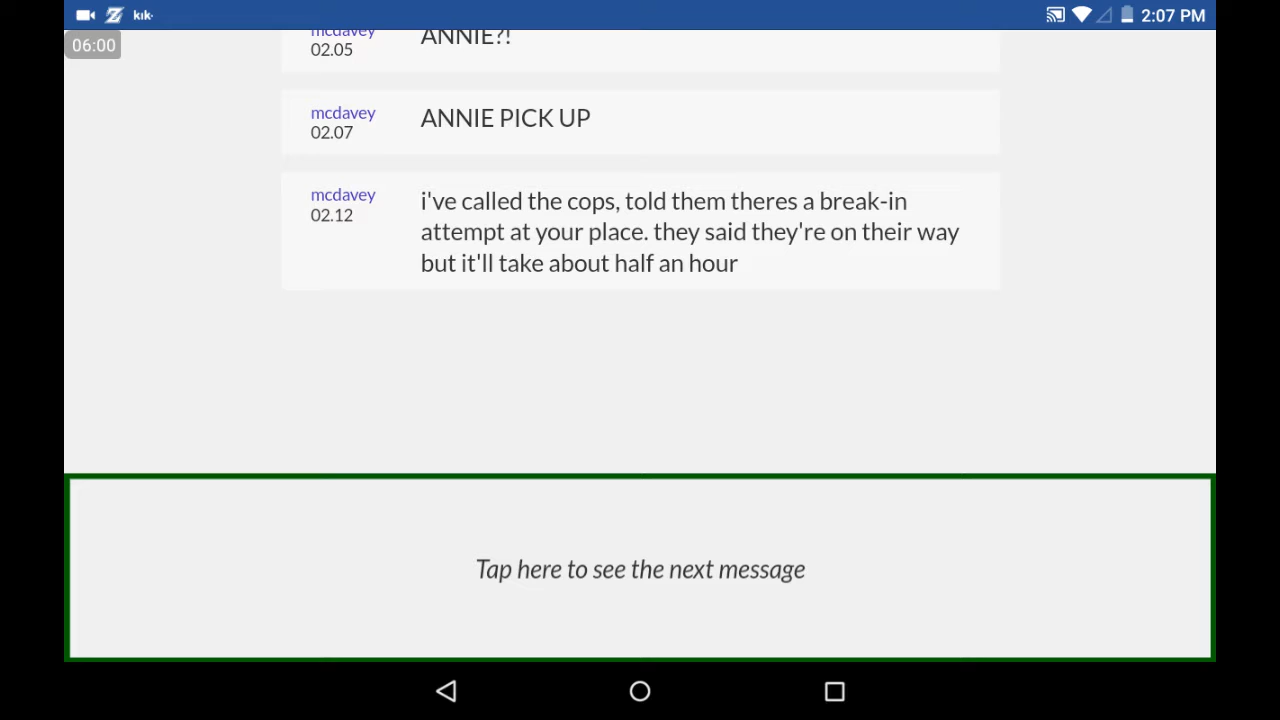 kik·
2:07 PM
06:00
mcdavey
ANNIE?!
02.05
mcdavey
ANNIE PICK UP
02.07
mcdavey
02.12
i've called the cops, told them theres a break-in
attempt at your place. they said they're on their way
but it'll take about half an hour
Tap here to see the next message